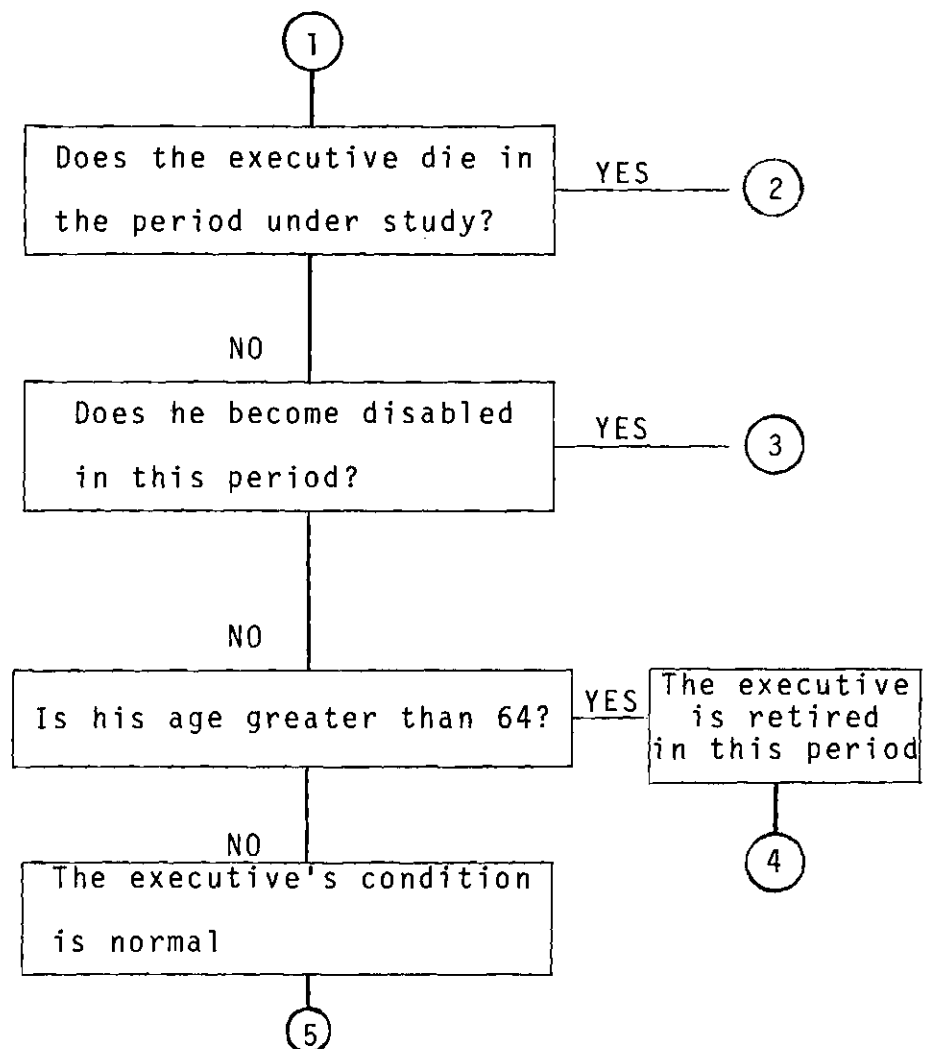 1
Does the executive die in
the period under study?
YES
2
NO
Does he become disabled
in this period?
YES
3
NO
Is his age greater than 64?
YES
The executive
is retired
in this period
4
NO
The executive's condition
is normal
5